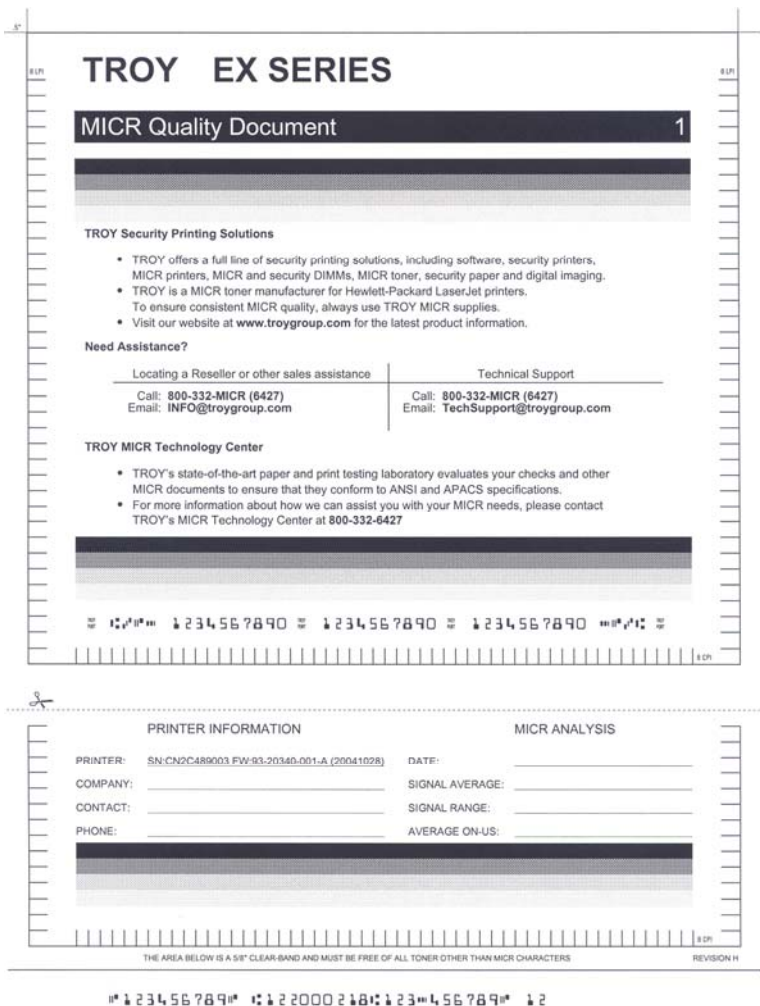 .5"
8 LPI
8 LPI
TROY EX SERIES
MICR Quality Document 1
TROY Security Printing Solutions
• TROY offers a full line of security printing solutions, including software, security printers,
MICR printers, MICR and security DIMMs, MICR toner, security paper and digital imaging.
• TROY is a MICR toner manufacturer for Hewlett-Packard LaserJet printers.
To ensure consistent MICR quality, always use TROY MICR supplies.
• Visit our website at www.troygroup.com for the latest product information.
Need Assistance?
Locating a Reseller or other sales assistance
Technical Support
Call: 800-332-MICR (6427)
Email: INFO@troygroup.com
Call: 800-332-MICR (6427)
Email: TechSupport@troygroup.com
TROY MICR Technology Center
• TROY's state-of-the-art paper and print testing laboratory evaluates your checks and other
MICR documents to ensure that they conform to ANSI and APACS specifications.
• For more information about how we can assist you with your MICR needs, please contact
TROY's MICR Technology Center at 800-332-6427
⑆⑇⑈⑉ 1234567890 1234567890 1234567890 ⑉⑈⑇⑆
8 CPI
PRINTER INFORMATION
MICR ANALYSIS
PRINTER: SN:CN2C489003 FW:93-20340-001-A (20041028)
DATE:
COMPANY:
SIGNAL AVERAGE:
CONTACT:
SIGNAL RANGE:
PHONE:
AVERAGE ON-US:
8 CPI
THE AREA BELOW IS A 5/8" CLEAR-BAND AND MUST BE FREE OF ALL TONER OTHER THAN MICR CHARACTERS
REVISION H
⑈123456789⑈ ⑆122000218⑆123⑉456789⑈ 12